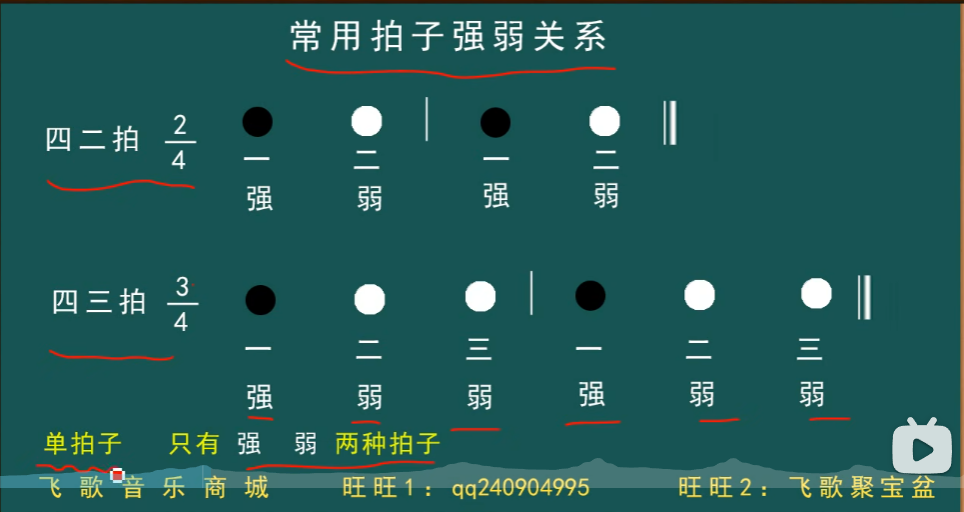 常用拍子强弱关系
四二拍 2/4
一 二 一 二
强 弱 强 弱
四三拍 3/4
一 二 三 一 二 三
强 弱 弱 强 弱 弱
单拍子 只有 强 弱 两种拍子
飞歌音乐商城 旺旺1：qq240904995 旺旺2：飞歌聚宝盆